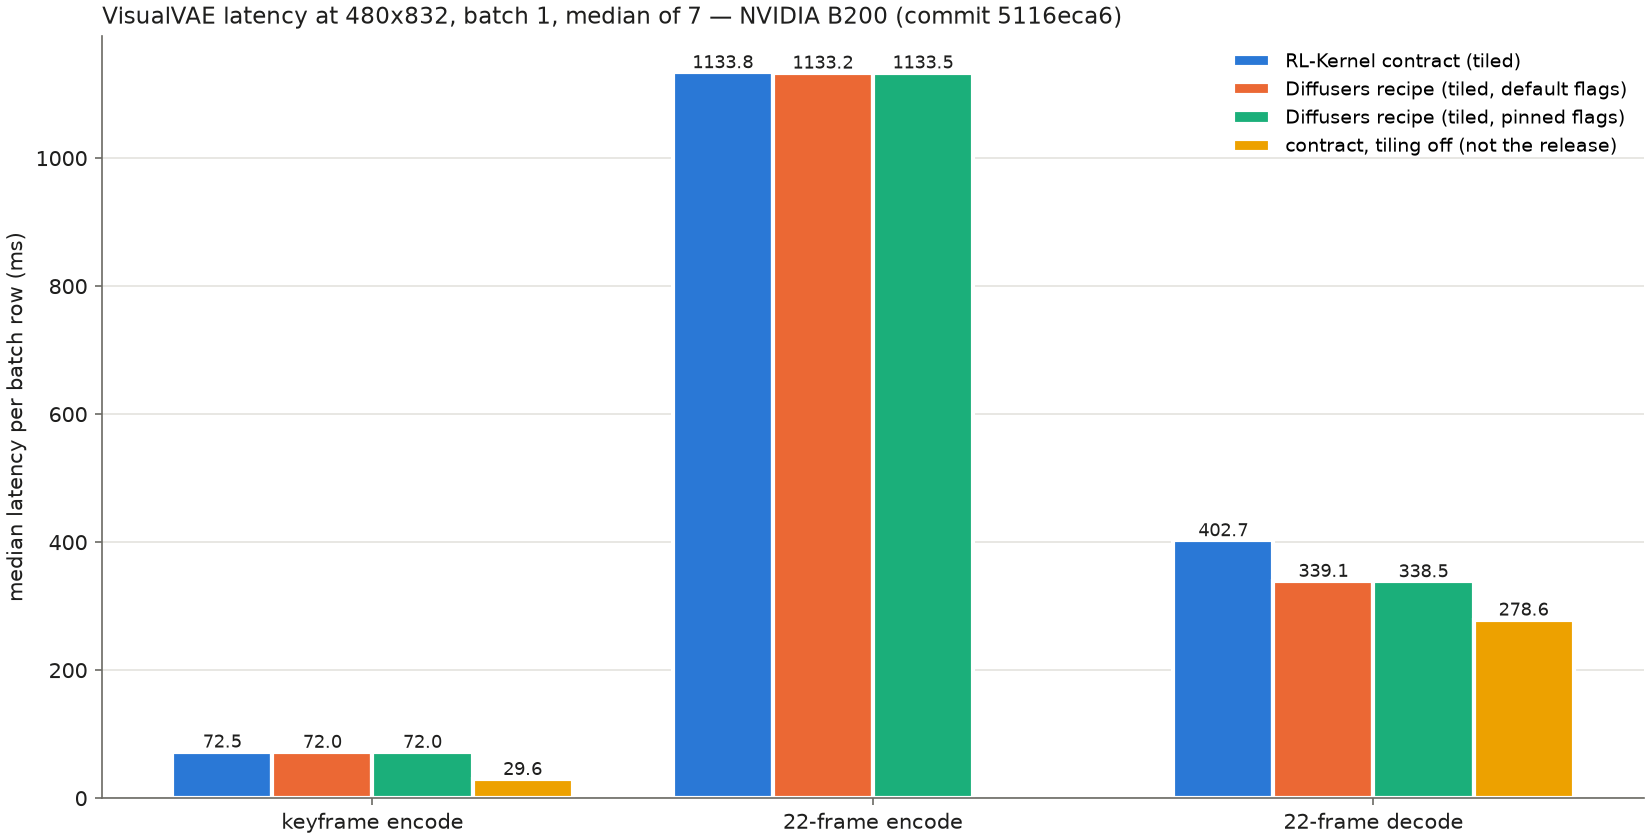 VisualVAE latency at 480x832, batch 1, median of 7 — NVIDIA B200 (commit 5116eca6)
RL-Kernel contract (tiled)
Diffusers recipe (tiled, default flags)
Diffusers recipe (tiled, pinned flags)
contract, tiling off (not the release)
median latency per batch row (ms)
1000
800
600
400
200
0
72.5
72.0
72.0
29.6
1133.8
1133.2
1133.5
402.7
339.1
338.5
278.6
keyframe encode
22-frame encode
22-frame decode